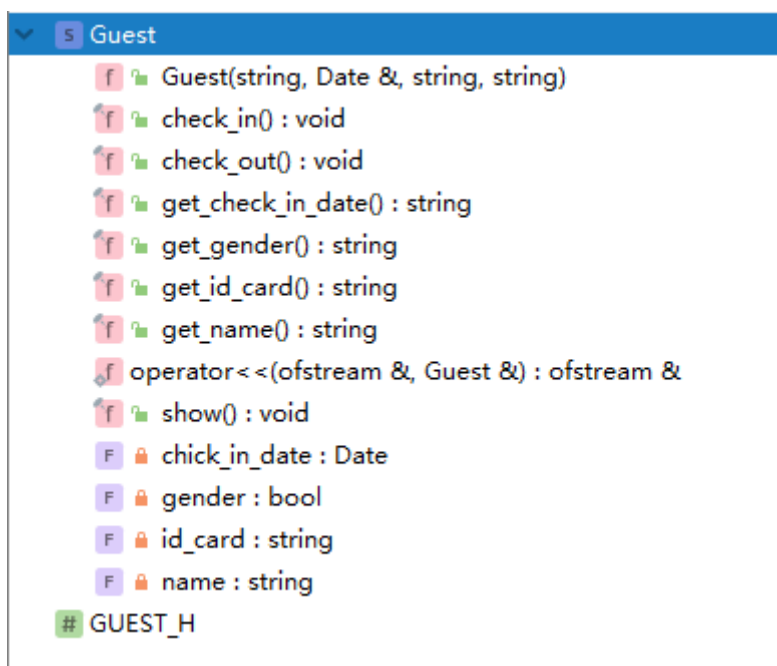 S Guest
f Guest(string, Date &, string, string)
f check_in() : void
f check_out() : void
f get_check_in_date() : string
f get_gender() : string
f get_id_card() : string
f get_name() : string
f operator<<(ofstream &, Guest &) : ofstream &
f show() : void
F chick_in_date : Date
F gender : bool
F id_card : string
F name : string
# GUEST_H